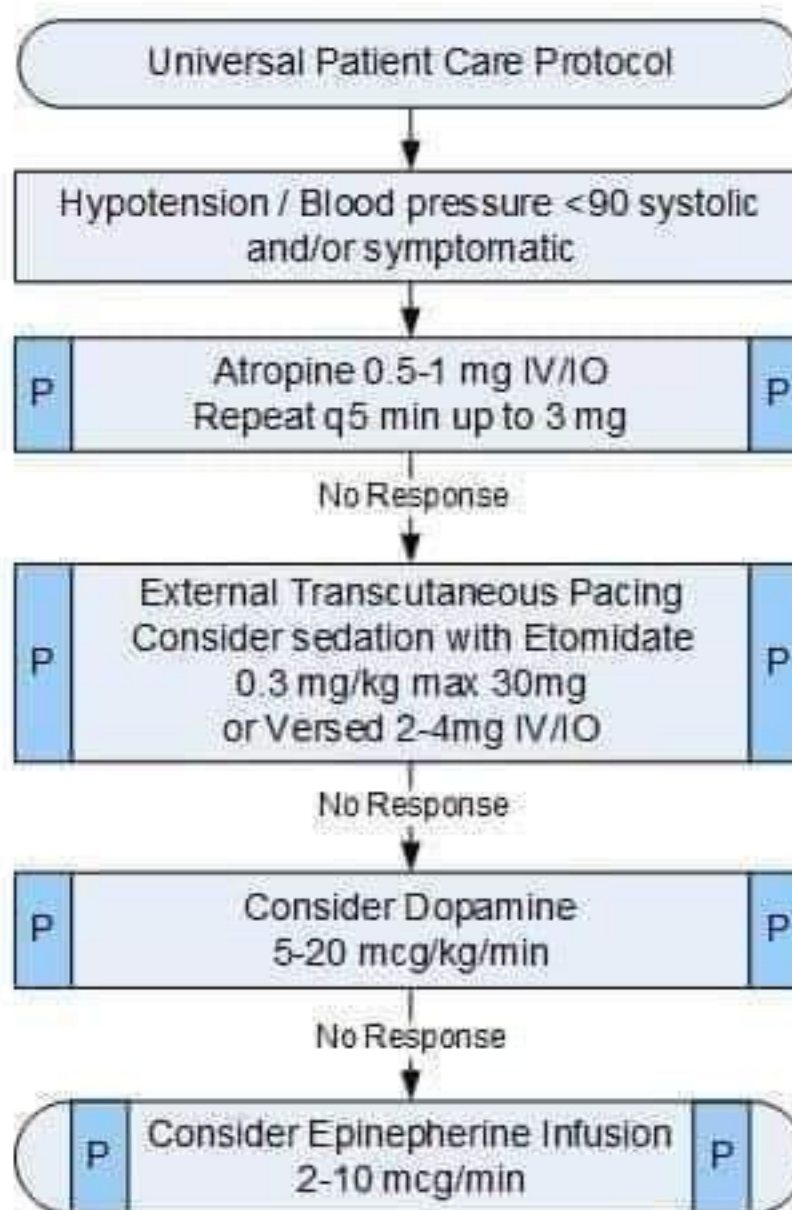 Universal Patient Care Protocol
Hypotension / Blood pressure <90 systolic
and/or symptomatic
P
Atropine 0.5-1 mg IV/IO
Repeat q5 min up to 3 mg
P
No Response
P
External Transcutaneous Pacing
Consider sedation with Etomidate
0.3 mg/kg max 30mg
or Versed 2-4mg IV/IO
P
No Response
P
Consider Dopamine
5-20 mcg/kg/min
P
No Response
P
Consider Epinepherine Infusion
2-10 mcg/min
P